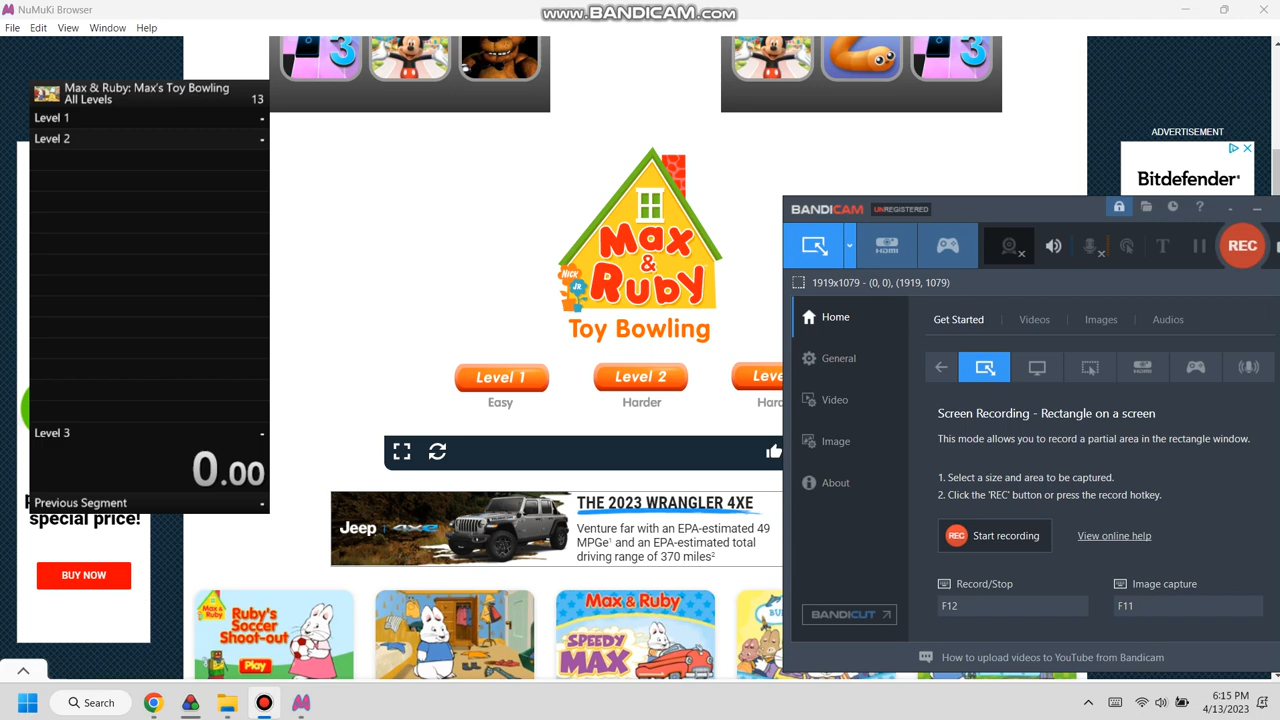 NuMuKi Browser
www.BANDICAM.com
File Edit View Window Help
Max & Ruby: Max's Toy Bowling
All Levels 13
Level 1 -
Level 2 -
Level 3 -
0.00
Previous Segment -
special price!
BUY NOW
3
3
Max
&
Ruby
NICK
JR
Toy Bowling
Level 1
Level 2
Easy
Harder
THE 2023 WRANGLER 4XE
Jeep 4xe
Venture far with an EPA-estimated 49
MPGe¹ and an EPA-estimated total
driving range of 370 miles²
Ruby's
Soccer
Shoot-out
Play
Max & Ruby
SPEEDY
MAX
ADVERTISEMENT
Bitdefender
BANDICAM UNREGISTERED
HDMI
T
REC
1919x1079 - (0, 0), (1919, 1079)
Home
General
Video
Image
About
Get Started Videos Images Audios
HDMI
Screen Recording - Rectangle on a screen
This mode allows you to record a partial area in the rectangle window.
1. Select a size and area to be captured.
2. Click the 'REC' button or press the record hotkey.
REC Start recording
View online help
Record/Stop
F12
Image capture
F11
BANDICUT
How to upload videos to YouTube from Bandicam
Search
6:15 PM
4/13/2023